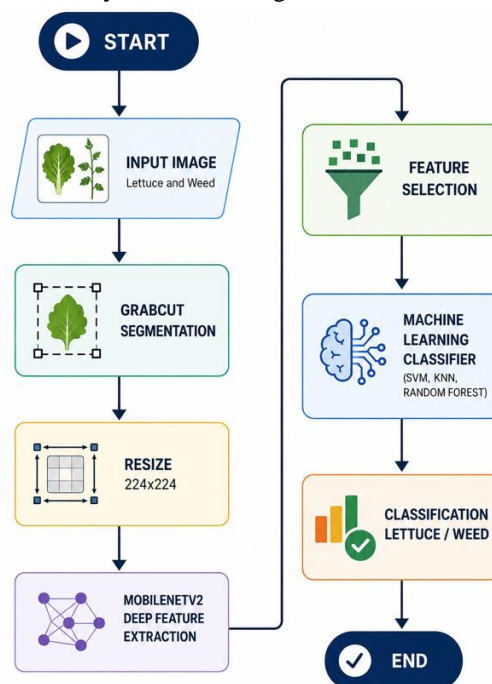 START
INPUT IMAGE
Lettuce and Weed
GRABCUT
SEGMENTATION
RESIZE
224x224
MOBILENETV2
DEEP FEATURE
EXTRACTION
FEATURE
SELECTION
MACHINE
LEARNING
CLASSIFIER
(SVM, KNN,
RANDOM FOREST)
CLASSIFICATION
LETTUCE / WEED
END